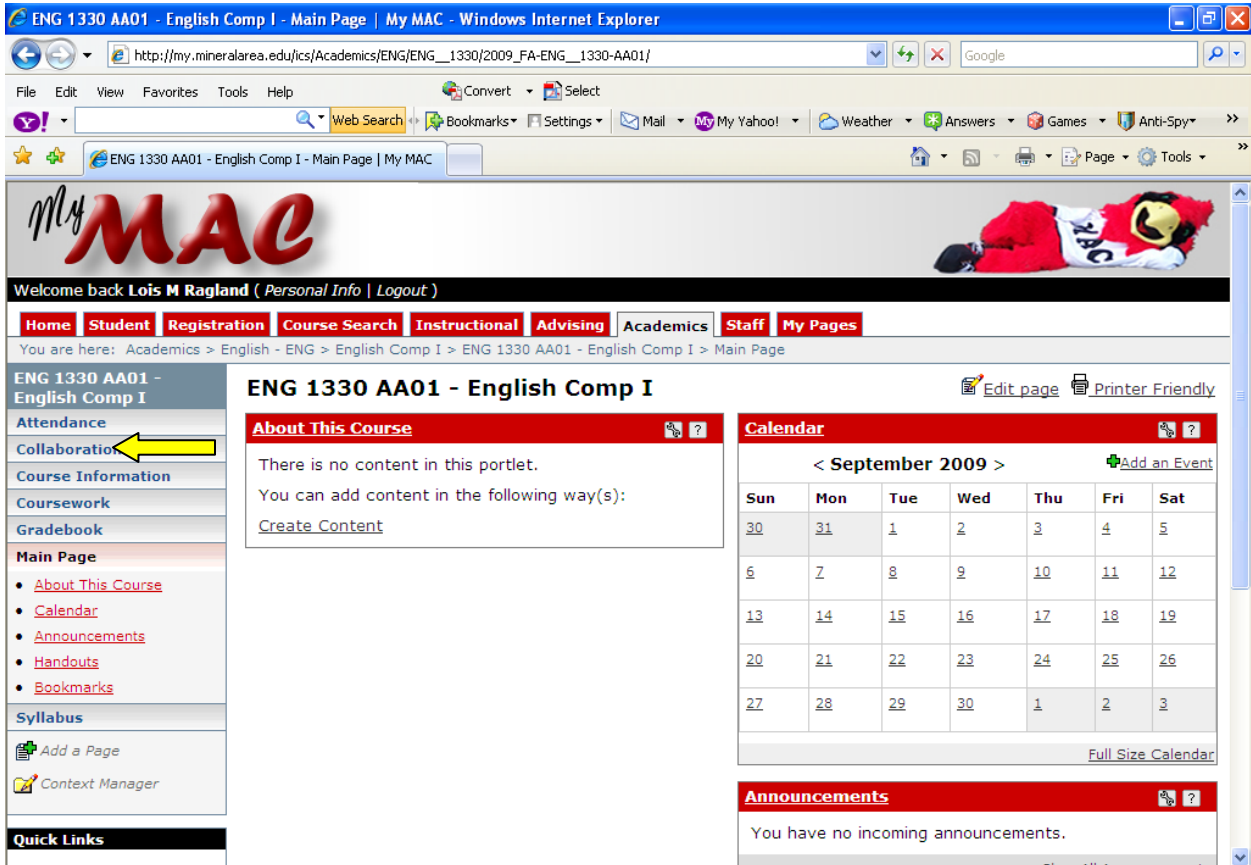 ENG 1330 AA01 - English Comp I - Main Page | My MAC - Windows Internet Explorer
http://my.mineralarea.edu/ics/Academics/ENG/ENG__1330/2009_FA-ENG__1330-AA01/
Google
File Edit View Favorites Tools Help Convert Select
Y! Web Search Bookmarks Settings Mail My My Yahoo! Weather Answers Games Anti-Spy
ENG 1330 AA01 - English Comp I - Main Page | My MAC
Page Tools
My MAC
MAC
Welcome back Lois M Ragland ( Personal Info | Logout )
Home Student Registration Course Search Instructional Advising Academics Staff My Pages
You are here: Academics > English - ENG > English Comp I > ENG 1330 AA01 - English Comp I > Main Page
ENG 1330 AA01 -
English Comp I
Attendance
Collaboration
Course Information
Coursework
Gradebook
Main Page
• About This Course
• Calendar
• Announcements
• Handouts
• Bookmarks
Syllabus
Add a Page
Context Manager
Quick Links
ENG 1330 AA01 - English Comp I
Edit page Printer Friendly
About This Course ?
There is no content in this portlet.
You can add content in the following way(s):
Create Content
Calendar ?
< September 2009 > Add an Event
Sun Mon Tue Wed Thu Fri Sat
30 31 1 2 3 4 5
6 7 8 9 10 11 12
13 14 15 16 17 18 19
20 21 22 23 24 25 26
27 28 29 30 1 2 3
Full Size Calendar
Announcements ?
You have no incoming announcements.